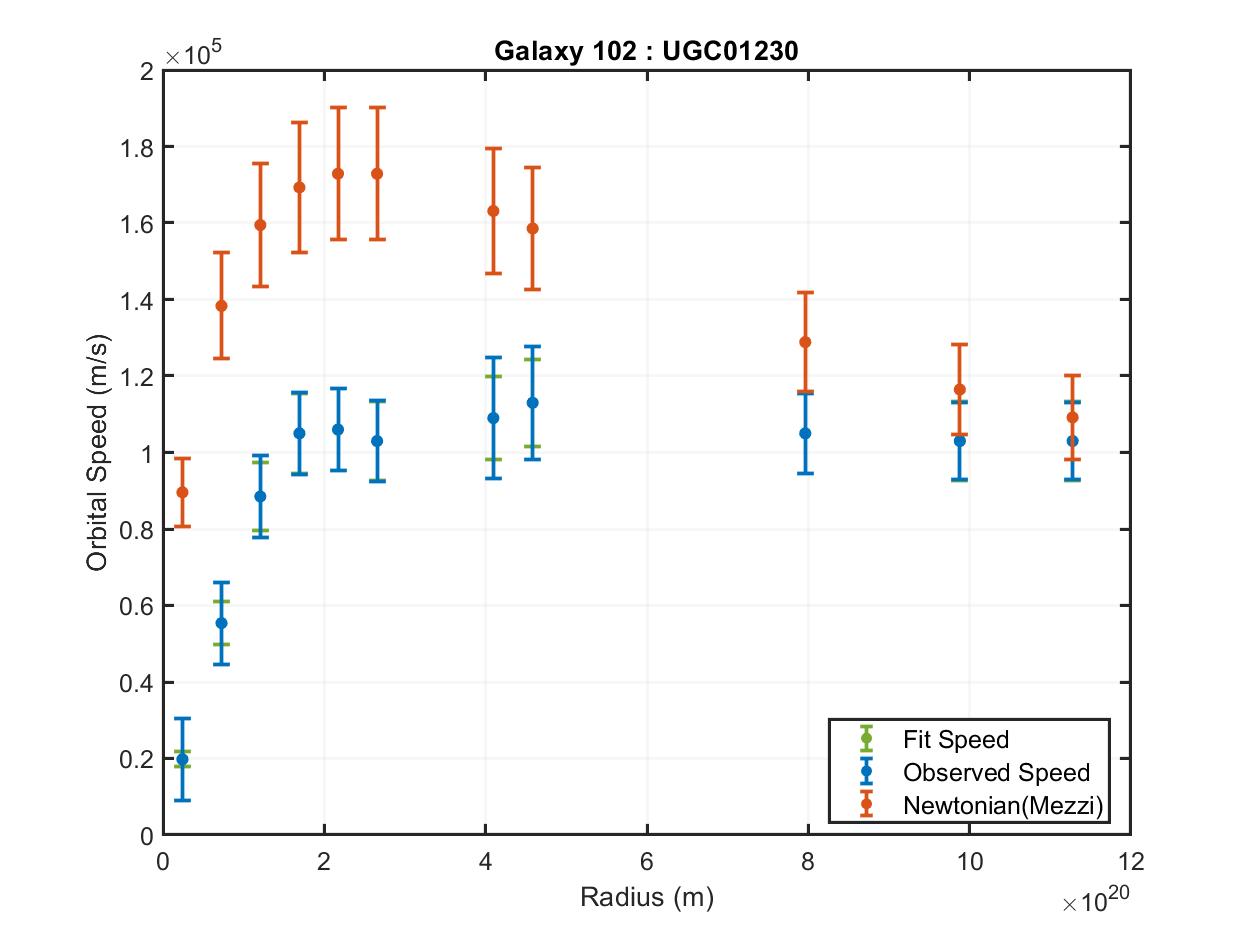 Galaxy 102 : UGC01230
×10^5
2
1.8
1.6
1.4
1.2
1
0.8
0.6
0.4
0.2
0
Orbital Speed (m/s)
Fit Speed
Observed Speed
Newtonian(Mezzi)
0 2 4 6 8 10 12
Radius (m)
×10^20